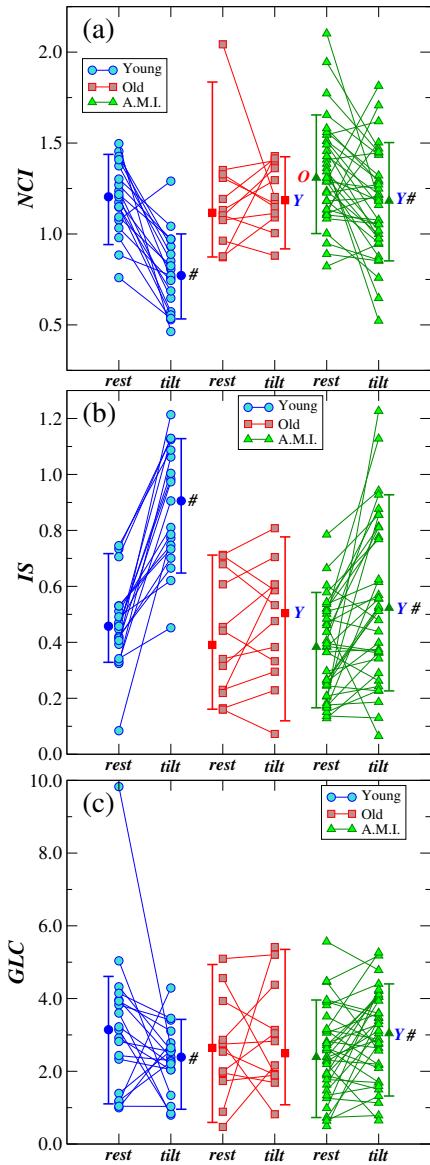 (a)
Young
Old
A.M.I.
NCI
2.0
1.5
1.0
0.5
O
Y
Y#
#
rest tilt rest tilt rest tilt
(b)
Young
Old
A.M.I.
IS
1.2
1.0
0.8
0.6
0.4
0.2
0.0
#
Y
Y #
rest tilt rest tilt rest tilt
(c)
Young
Old
A.M.I.
GLC
10.0
8.0
6.0
4.0
2.0
0.0
#
Y #
rest tilt rest tilt rest tilt